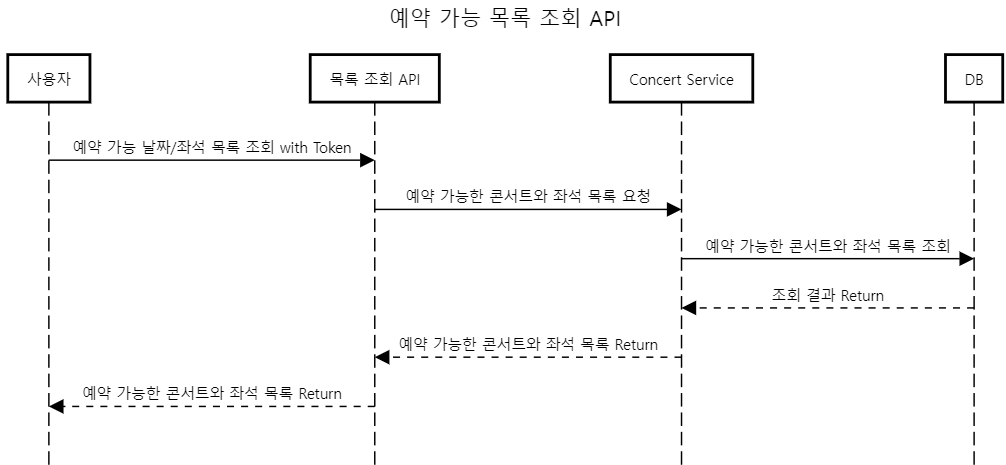 예약 가능 목록 조회 API
사용자
목록 조회 API
Concert Service
DB
예약 가능 날짜/좌석 목록 조회 with Token
예약 가능한 콘서트와 좌석 목록 요청
예약 가능한 콘서트와 좌석 목록 조회
조회 결과 Return
예약 가능한 콘서트와 좌석 목록 Return
예약 가능한 콘서트와 좌석 목록 Return